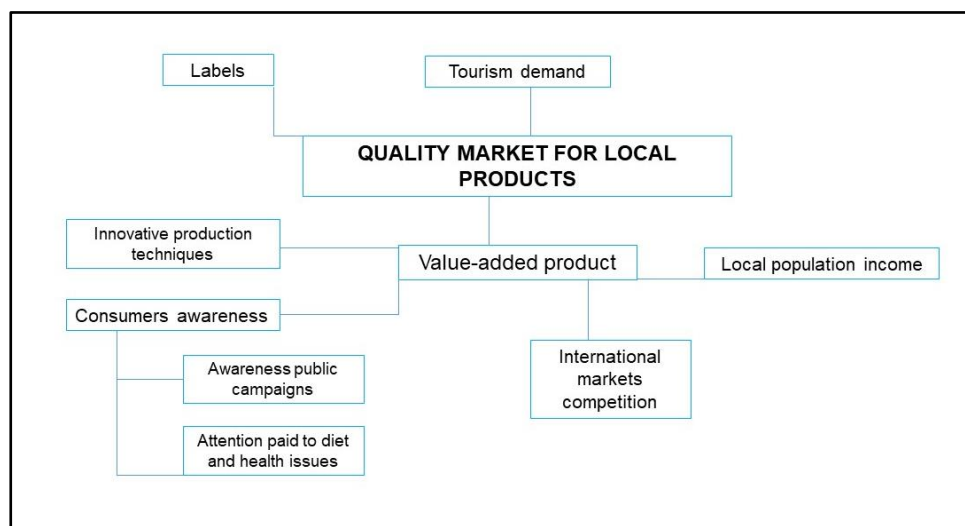 Labels
Tourism demand
QUALITY MARKET FOR LOCAL
PRODUCTS
Innovative production
techniques
Value-added product
Local population income
Consumers awareness
International
markets
competition
Awareness public
campaigns
Attention paid to diet
and health issues